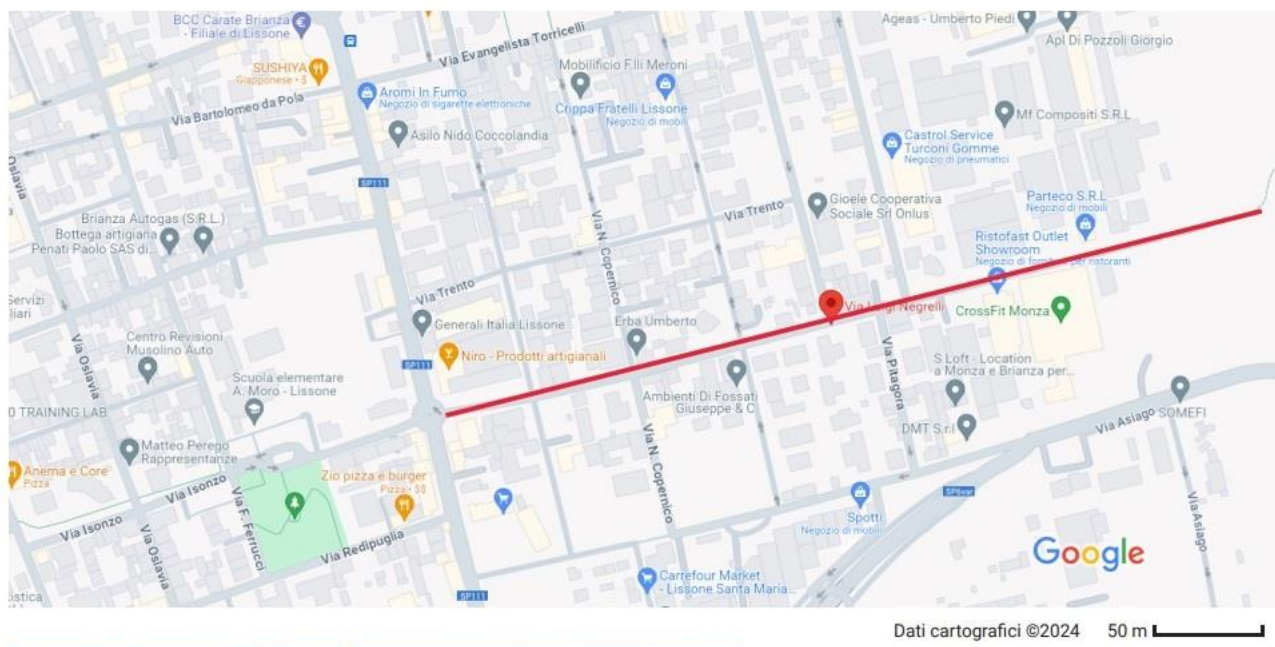 BCC Carate Brianza
- Filiale di Lissone
SUSHIYA
Giapponese • $
Via Evangelista Torricelli
Mobilificio F.lli Meroni
Ageas - Umberto Piedi
Apl Di Pozzoli Giorgio
Aromi In Fumo
Negozio di sigarette elettroniche
Crippa Fratelli Lissone
Negozio di mobili
Via Bartolomeo da Pola
Asilo Nido Coccolandia
Mf Compositi S.R.L
Castrol Service
Turconi Gomme
Negozio di pneumatici
Oslavia
SP111
Brianza Autogas (S.R.L.)
Bottega artigiana
Penati Paolo SAS di...
Via Trento
Gioele Cooperativa
Sociale Srl Onlus
Parteco S.R.L
Negozio di mobili
Via N. Copernico
Ristofast Outlet
Showroom
Via Trento
Servizi
liari
Generali Italia Lissone
Erba Umberto
Via Luigi Negrelli
CrossFit Monza
Centro Revisioni
Musolino Auto
Via Oslavia
Niro - Prodotti artigianali
SP111
Via Pitagora
S Loft - Location
a Monza e Brianza per...
Scuola elementare
A. Moro - Lissone
Ambienti Di Fossati
Giuseppe & C
0 TRAINING LAB
Via Asiago
SOMEFI
DMT S.r.l
Matteo Perego
Rappresentanze
Via N. Copernico
Anema e Core
Pizza
Zio pizza e burger
Pizza • $$
Via Isonzo
SP6var
Via Isonzo
Via F. Ferrucci
Via Oslavia
Via Redipuglia
Spotti
Negozio di mobili
Via Asiago
Google
Carrefour Market
- Lissone Santa Maria...
istica
SP111
Dati cartografici ©2024
50 m